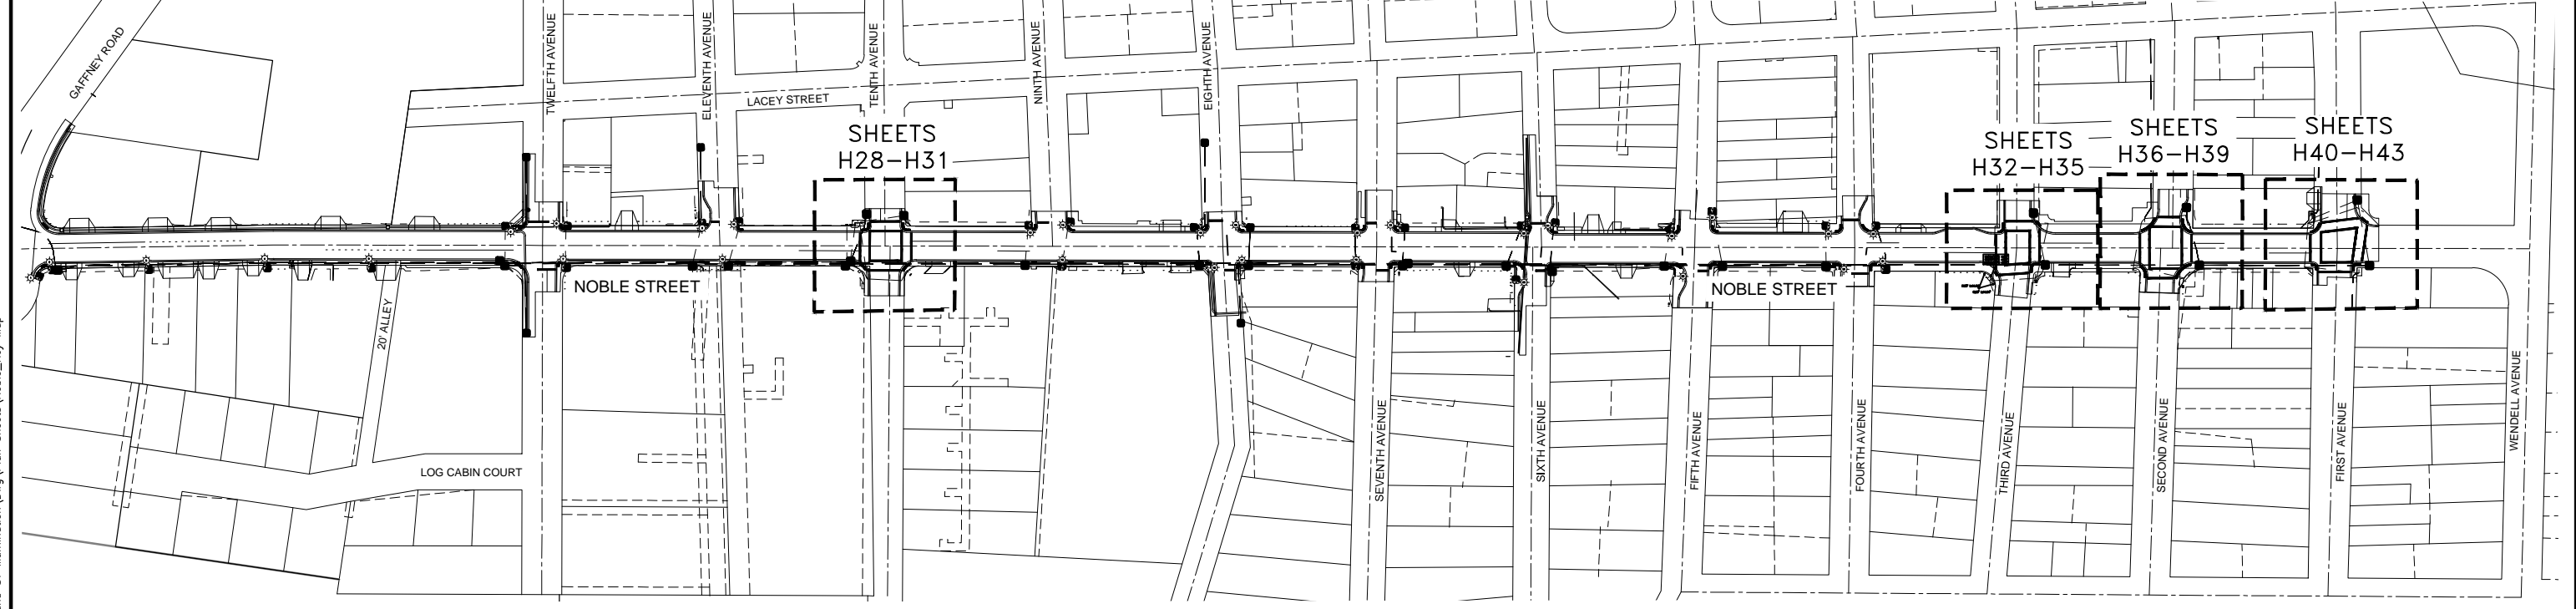 GAFFNEY ROAD
TWELFTH AVENUE
ELEVENTH AVENUE
TENTH AVENUE
NINTH AVENUE
EIGHTH AVENUE
LACEY STREET
SHEETS
H28-H31
SHEETS
H32-H35
SHEETS
H36-H39
SHEETS
H40-H43
NOBLE STREET
NOBLE STREET
20' ALLEY
LOG CABIN COURT
SEVENTH AVENUE
SIXTH AVENUE
FIFTH AVENUE
FOURTH AVENUE
THIRD AVENUE
SECOND AVENUE
FIRST AVENUE
WENDELL AVENUE